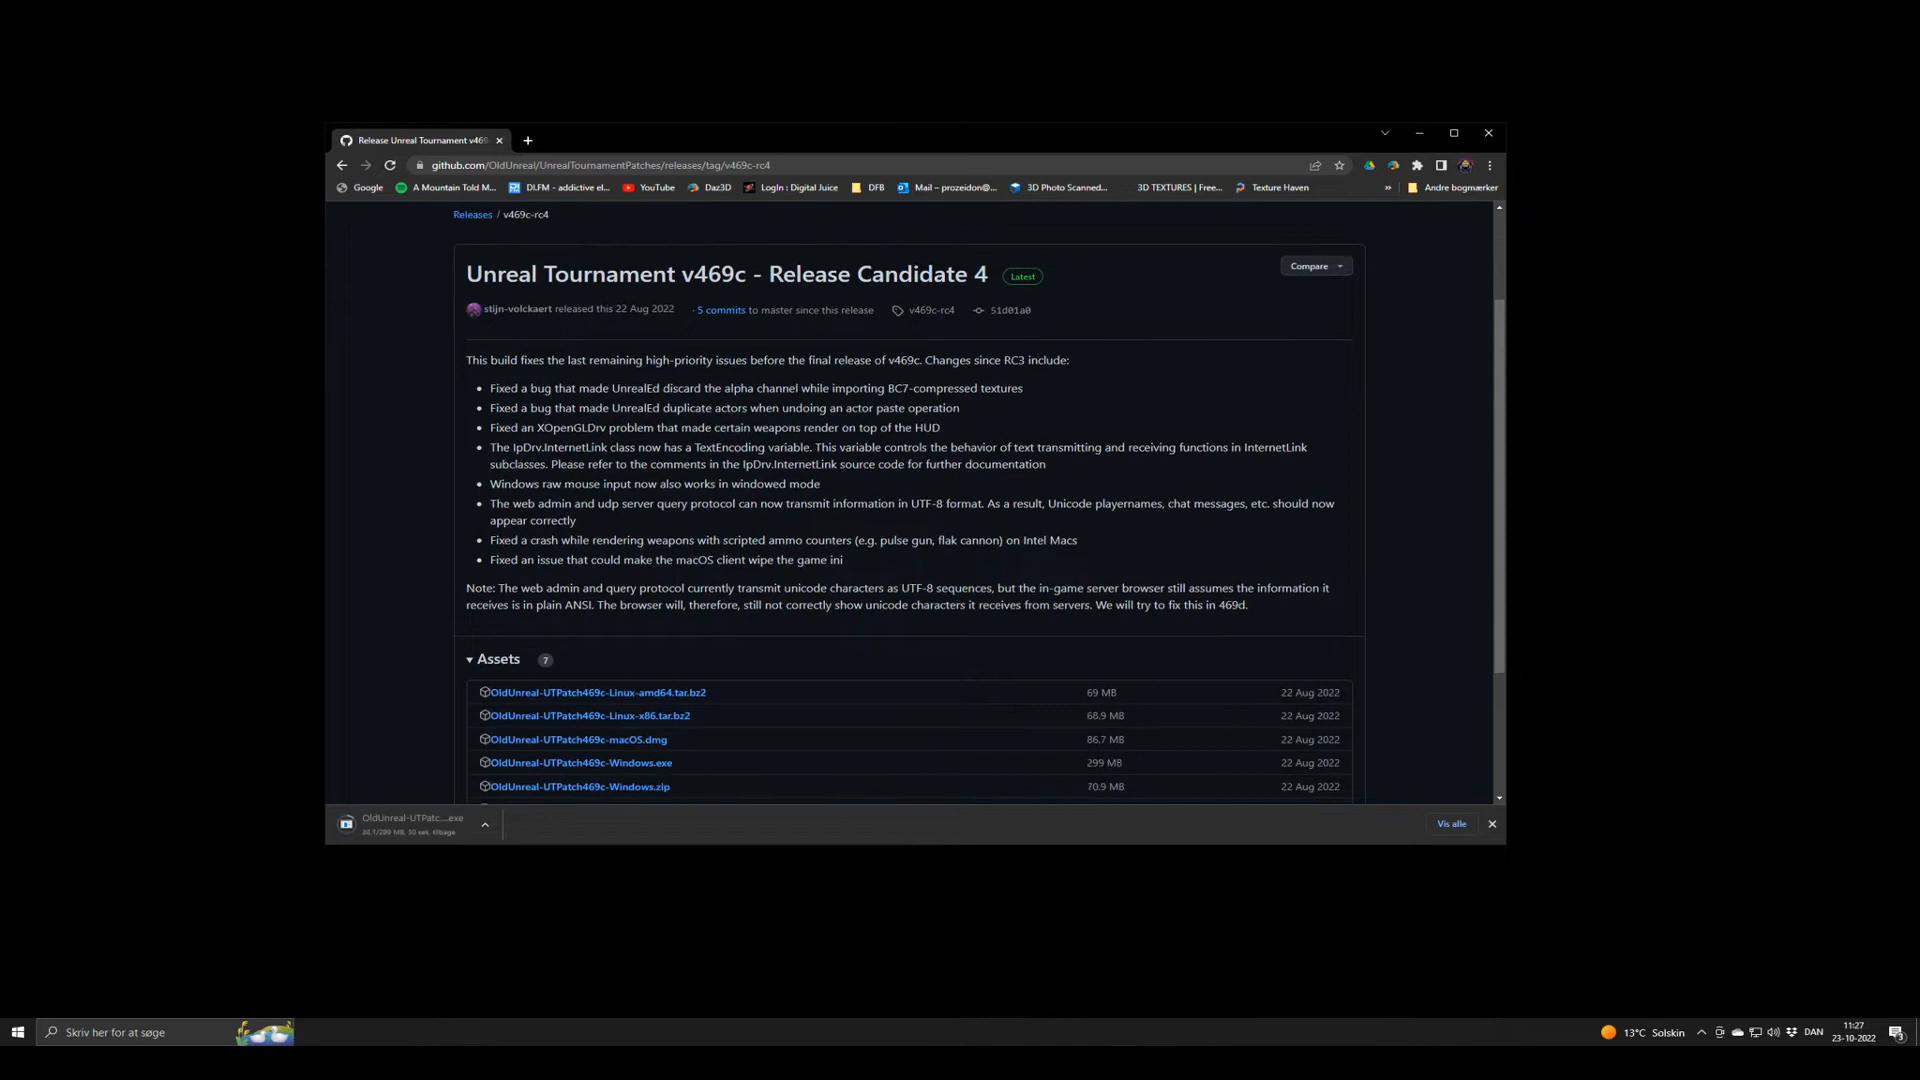 Release Unreal Tournament v469
github.com/OldUnreal/UnrealTournamentPatches/releases/tag/v469c-rc4
Google A Mountain Told M... DI.FM - addictive el... YouTube Daz3D LogIn : Digital Juice DFB Mail – prozeidon@... 3D Photo Scanned... 3D TEXTURES | Free... Texture Haven » Andre bogmærker
Releases / v469c-rc4
Unreal Tournament v469c - Release Candidate 4 Latest
Compare
stijn-volckaert released this 22 Aug 2022 · 5 commits to master since this release v469c-rc4 51d01a0
This build fixes the last remaining high-priority issues before the final release of v469c. Changes since RC3 include:
• Fixed a bug that made UnrealEd discard the alpha channel while importing BC7-compressed textures
• Fixed a bug that made UnrealEd duplicate actors when undoing an actor paste operation
• Fixed an XOpenGLDrv problem that made certain weapons render on top of the HUD
• The IpDrv.InternetLink class now has a TextEncoding variable. This variable controls the behavior of text transmitting and receiving functions in InternetLink
subclasses. Please refer to the comments in the IpDrv.InternetLink source code for further documentation
• Windows raw mouse input now also works in windowed mode
• The web admin and udp server query protocol can now transmit information in UTF-8 format. As a result, Unicode playernames, chat messages, etc. should now
appear correctly
• Fixed a crash while rendering weapons with scripted ammo counters (e.g. pulse gun, flak cannon) on Intel Macs
• Fixed an issue that could make the macOS client wipe the game ini
Note: The web admin and query protocol currently transmit unicode characters as UTF-8 sequences, but the in-game server browser still assumes the information it
receives is in plain ANSI. The browser will, therefore, still not correctly show unicode characters it receives from servers. We will try to fix this in 469d.
Assets 7
OldUnreal-UTPatch469c-Linux-amd64.tar.bz2 69 MB 22 Aug 2022
OldUnreal-UTPatch469c-Linux-x86.tar.bz2 68.9 MB 22 Aug 2022
OldUnreal-UTPatch469c-macOS.dmg 86.7 MB 22 Aug 2022
OldUnreal-UTPatch469c-Windows.exe 299 MB 22 Aug 2022
OldUnreal-UTPatch469c-Windows.zip 70.9 MB 22 Aug 2022
OldUnreal-UTPatc....exe
MB, 50 sek. tilbage
Vis alle
Skriv her for at søge
13°C Solskin DAN
11:27
23-10-2022
3